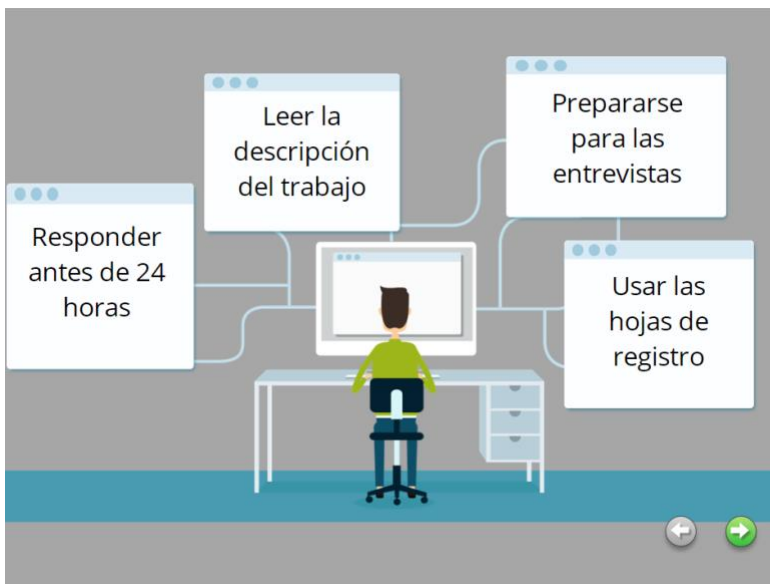 Responder
antes de 24
horas
Leer la
descripción
del trabajo
Prepararse
para las
entrevistas
Usar las
hojas de
registro